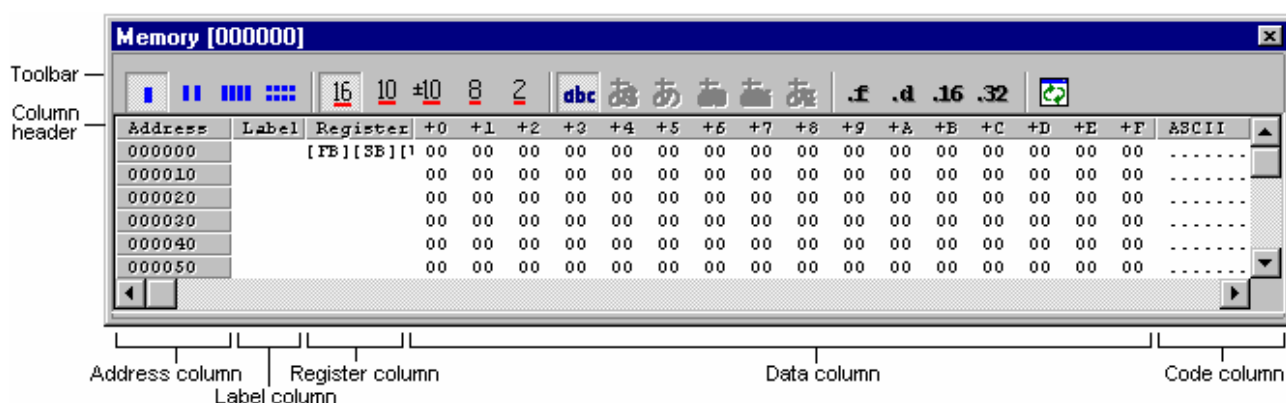 Memory [000000]
Toolbar
16 10 ±10 8 2 abc あ .f .d .16 .32
Column
header
Address Label Register +0 +1 +2 +3 +4 +5 +6 +7 +8 +9 +A +B +C +D +E +F ASCII
000000 [FB][SB][ 00 00 00 00 00 00 00 00 00 00 00 00 00 00 00 00 .......
000010 00 00 00 00 00 00 00 00 00 00 00 00 00 00 00 00 .......
000020 00 00 00 00 00 00 00 00 00 00 00 00 00 00 00 00 .......
000030 00 00 00 00 00 00 00 00 00 00 00 00 00 00 00 00 .......
000040 00 00 00 00 00 00 00 00 00 00 00 00 00 00 00 00 .......
000050 00 00 00 00 00 00 00 00 00 00 00 00 00 00 00 00 .......
Address column
Register column
Data column
Code column
Label column